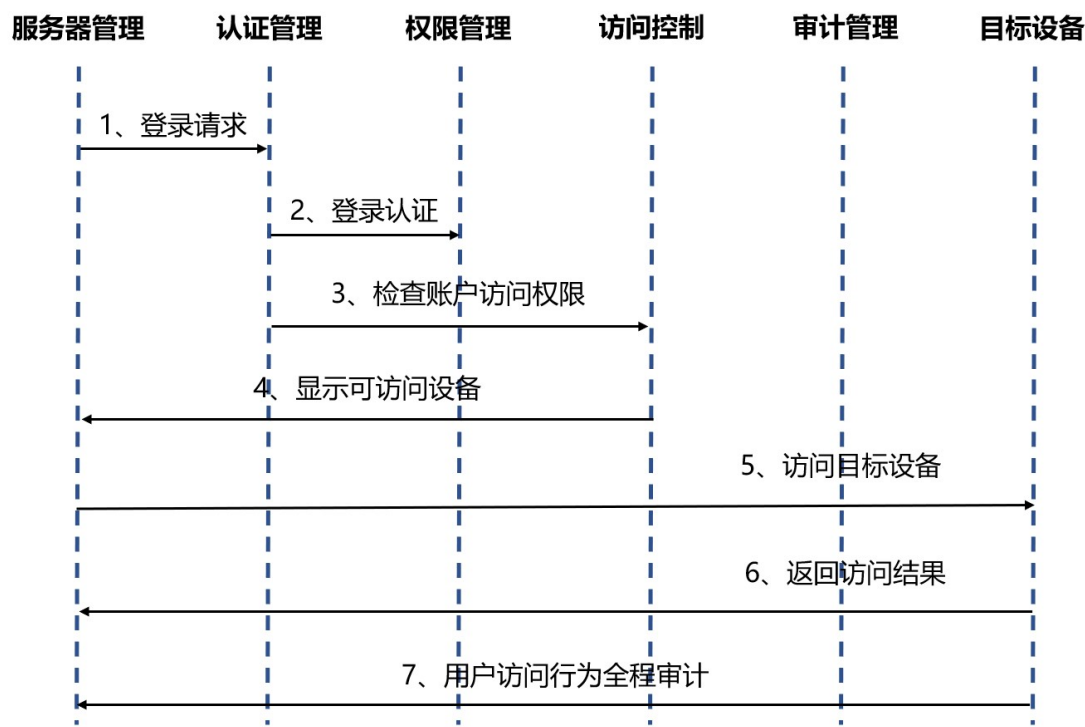 服务器管理 认证管理 权限管理 访问控制 审计管理 目标设备
1、登录请求
2、登录认证
3、检查账户访问权限
4、显示可访问设备
5、访问目标设备
6、返回访问结果
7、用户访问行为全程审计